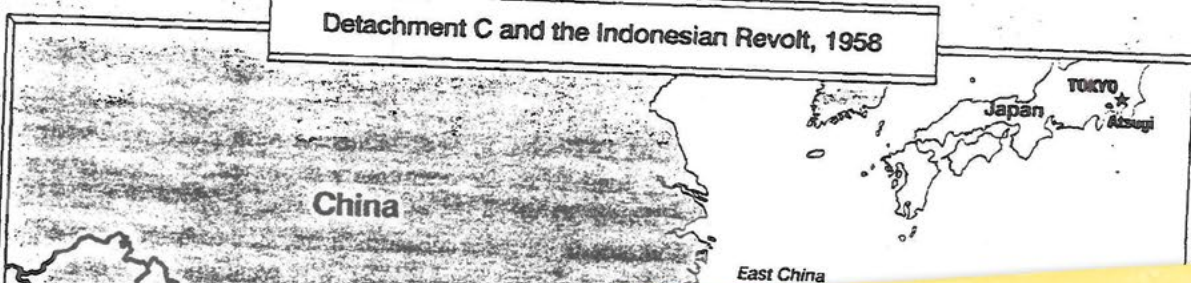 Detachment C and the Indonesian Revolt, 1958
TOKYO
Japan
Atsugi
China
East China